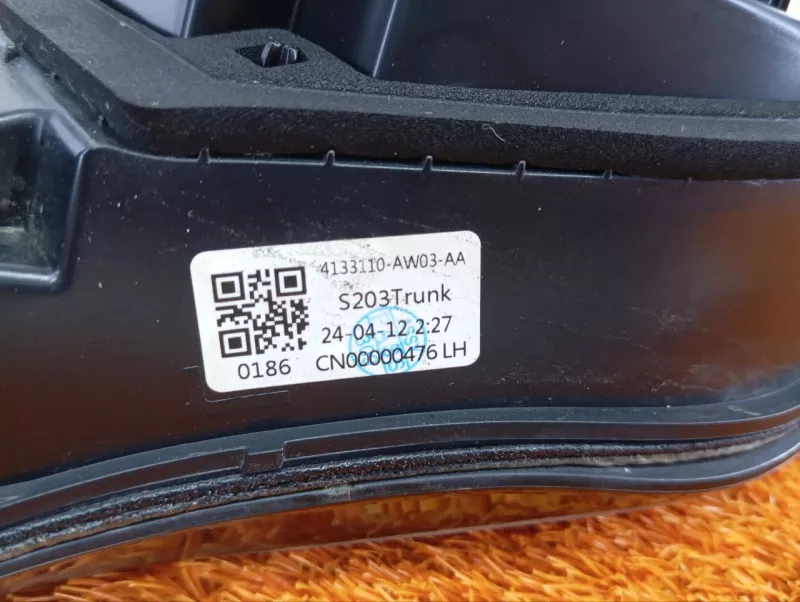 4133110-AW03-AA
S203Trunk
24-04-12 2:27
0186 CN00000476 LH